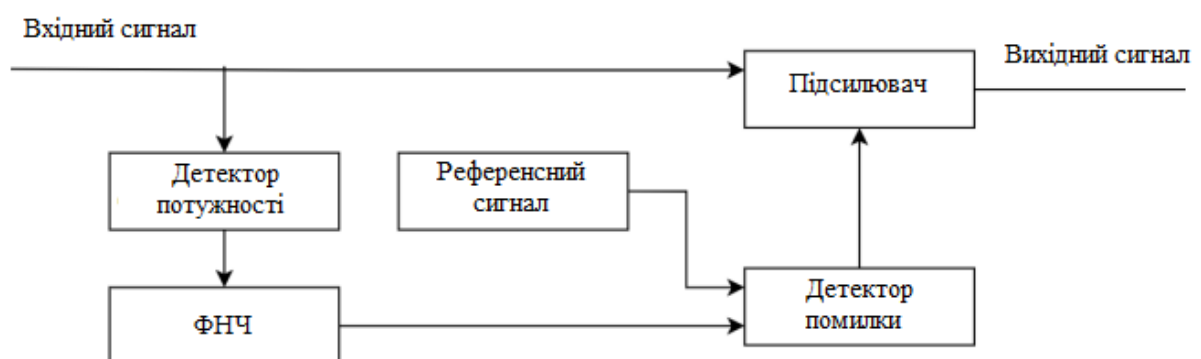 Вхідний сигнал
Вихідний сигнал
Підсилювач
Детектор
потужності
Референсний
сигнал
Детектор
помилки
ФНЧ